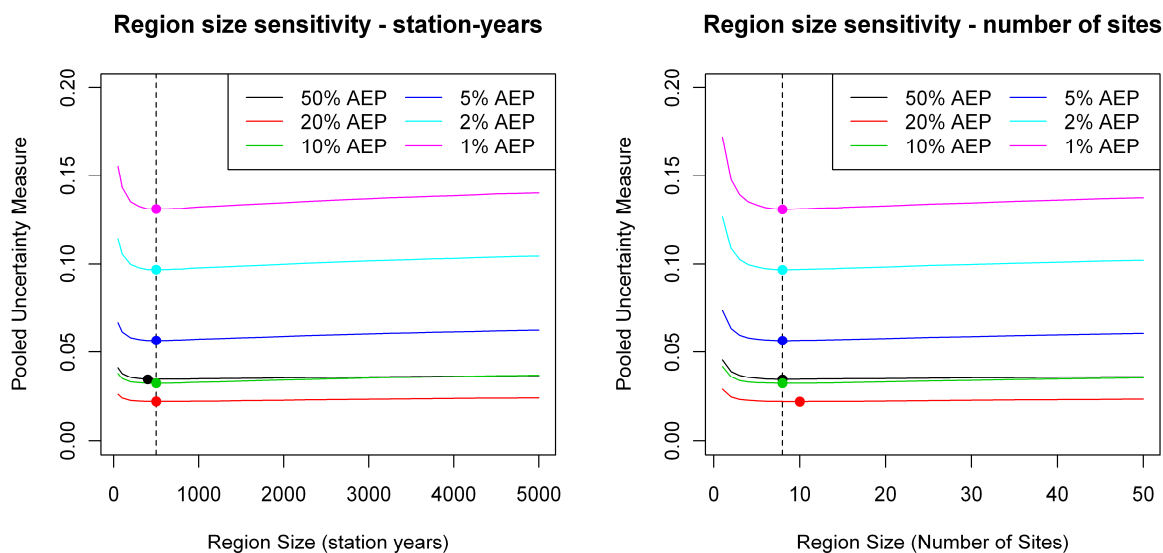 Region size sensitivity - station-years
50% AEP 5% AEP
20% AEP 2% AEP
10% AEP 1% AEP
Pooled Uncertainty Measure
0.20
0.15
0.10
0.05
0.00
0 1000 2000 3000 4000 5000
Region Size (station years)
Region size sensitivity - number of sites
50% AEP 5% AEP
20% AEP 2% AEP
10% AEP 1% AEP
Pooled Uncertainty Measure
0.20
0.15
0.10
0.05
0.00
0 10 20 30 40 50
Region Size (Number of Sites)